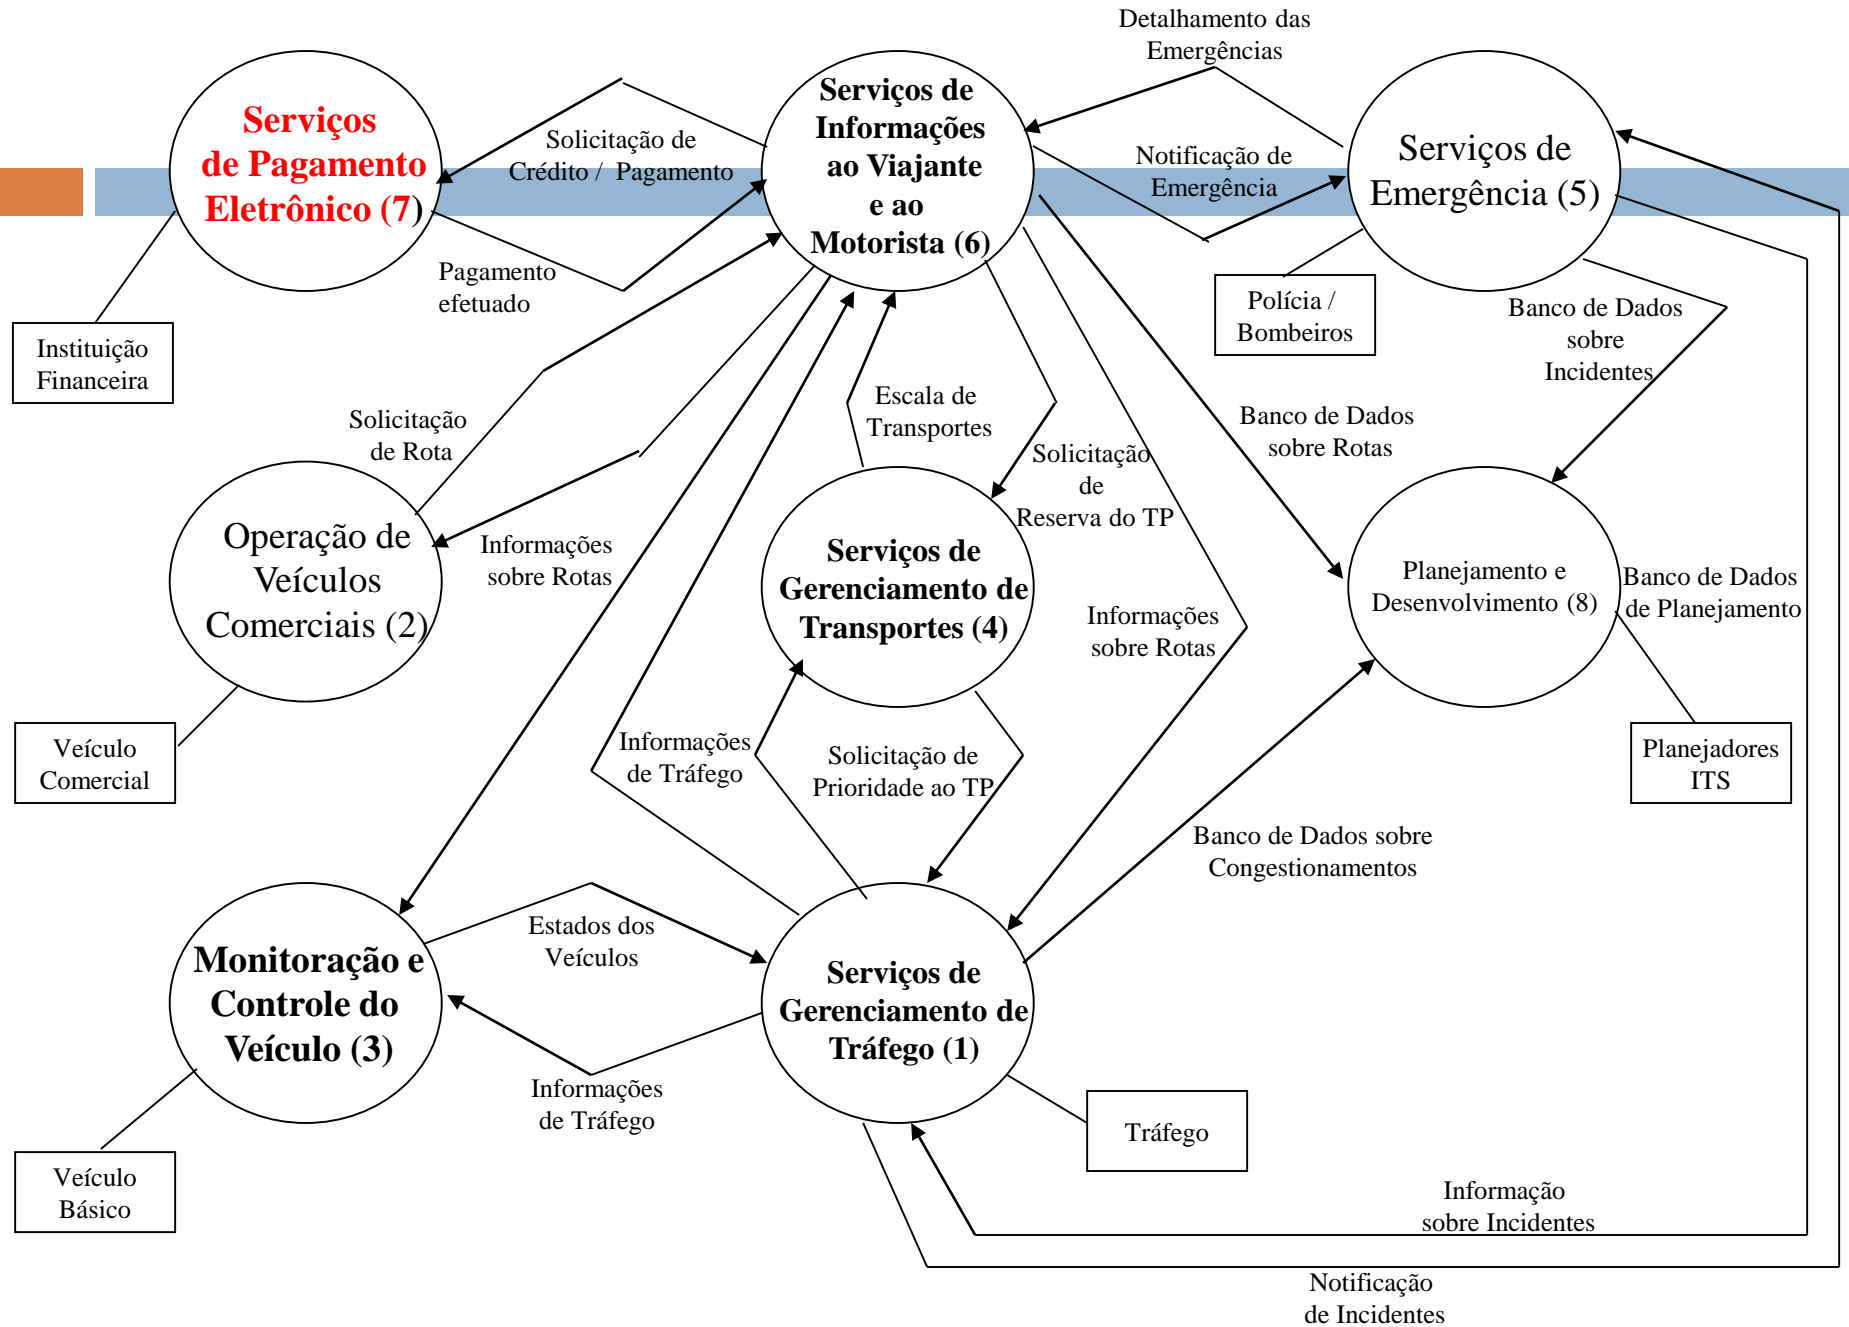 Detalhamento das
Emergências
Serviços
de Pagamento
Eletrônico (7)
Solicitação de
Crédito / Pagamento
Serviços de
Informações
ao Viajante
e ao
Motorista (6)
Notificação de
Emergência
Serviços de
Emergência (5)
Pagamento
efetuado
Instituição
Financeira
Polícia /
Bombeiros
Banco de Dados
sobre
Incidentes
Solicitação
de Rota
Escala de
Transportes
Solicitação
de
Reserva do TP
Banco de Dados
sobre Rotas
Operação de
Veículos
Comerciais (2)
Informações
sobre Rotas
Serviços de
Gerenciamento de
Transportes (4)
Informações
sobre Rotas
Planejamento e
Desenvolvimento (8)
Banco de Dados
de Planejamento
Veículo
Comercial
Informações
de Tráfego
Solicitação de
Prioridade ao TP
Planejadores
ITS
Banco de Dados sobre
Congestionamentos
Monitoração e
Controle do
Veículo (3)
Estados dos
Veículos
Serviços de
Gerenciamento de
Tráfego (1)
Informações
de Tráfego
Tráfego
Veículo
Básico
Informação
sobre Incidentes
Notificação
de Incidentes